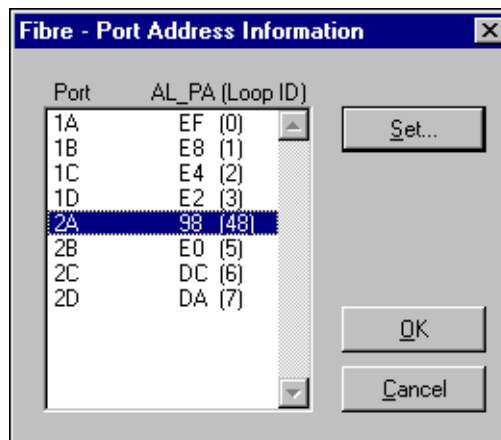 Fibre - Port Address Information
Port AL_PA (Loop ID)
1A EF (0)
1B E8 (1)
1C E4 (2)
1D E2 (3)
2A 98 (48)
2B E0 (5)
2C DC (6)
2D DA (7)
Set...
OK
Cancel